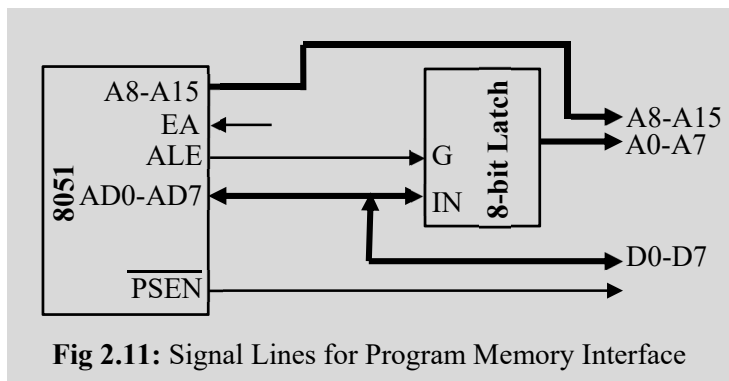 8051
A8-A15
EA
ALE
AD0-AD7
PSEN
G
IN
8-bit Latch
A8-A15
A0-A7
D0-D7
Fig 2.11: Signal Lines for Program Memory Interface